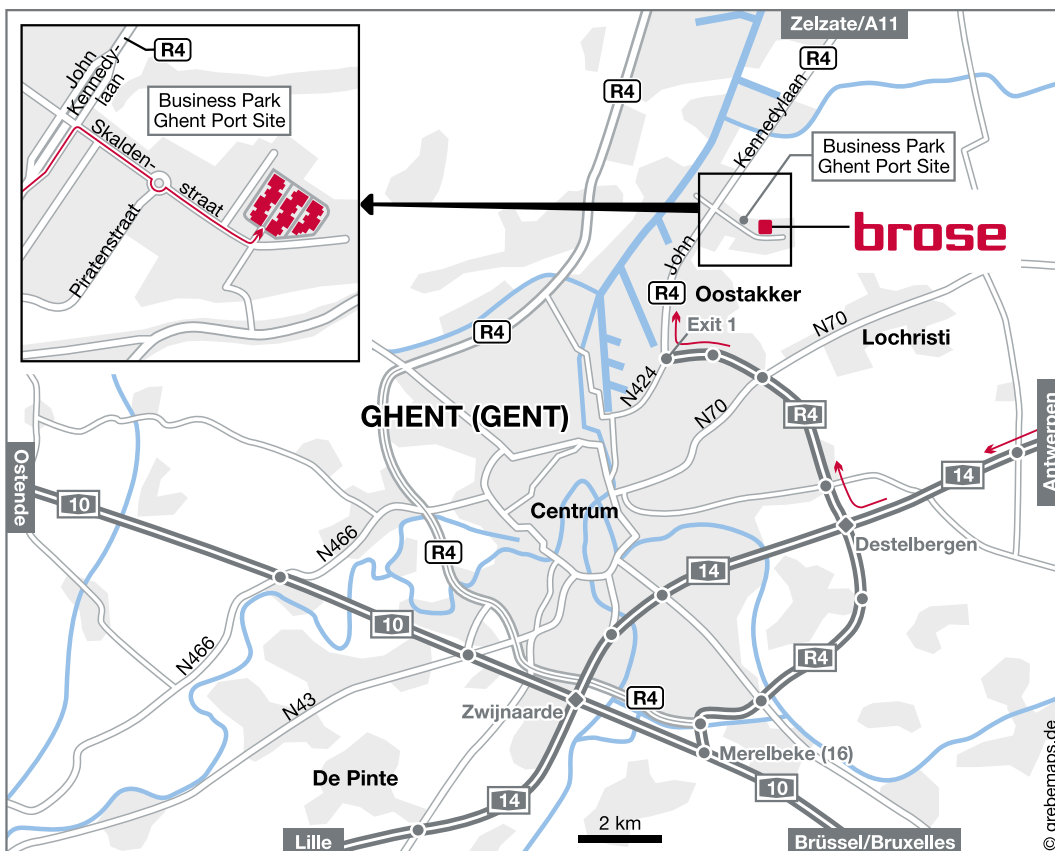 Zelzate/A11
R4
John
Kennedy-
laan
Business Park
Ghent Port Site
Skalden-
straat
Piratenstraat
R4
R4
John
Kennedylaan
Business Park
Ghent Port Site
brose
R4
Oostakker
Exit 1
R4
N70
Lochristi
N424
N70
R4
GHENT (GENT)
Antwerpen
14
Ostende
10
Centrum
N466
R4
Destelbergen
14
10
N466
R4
N43
R4
Zwijnaarde
Merelbeke (16)
De Pinte
14
10
2 km
Lille
Brüssel/Bruxelles
© grebemaps.de